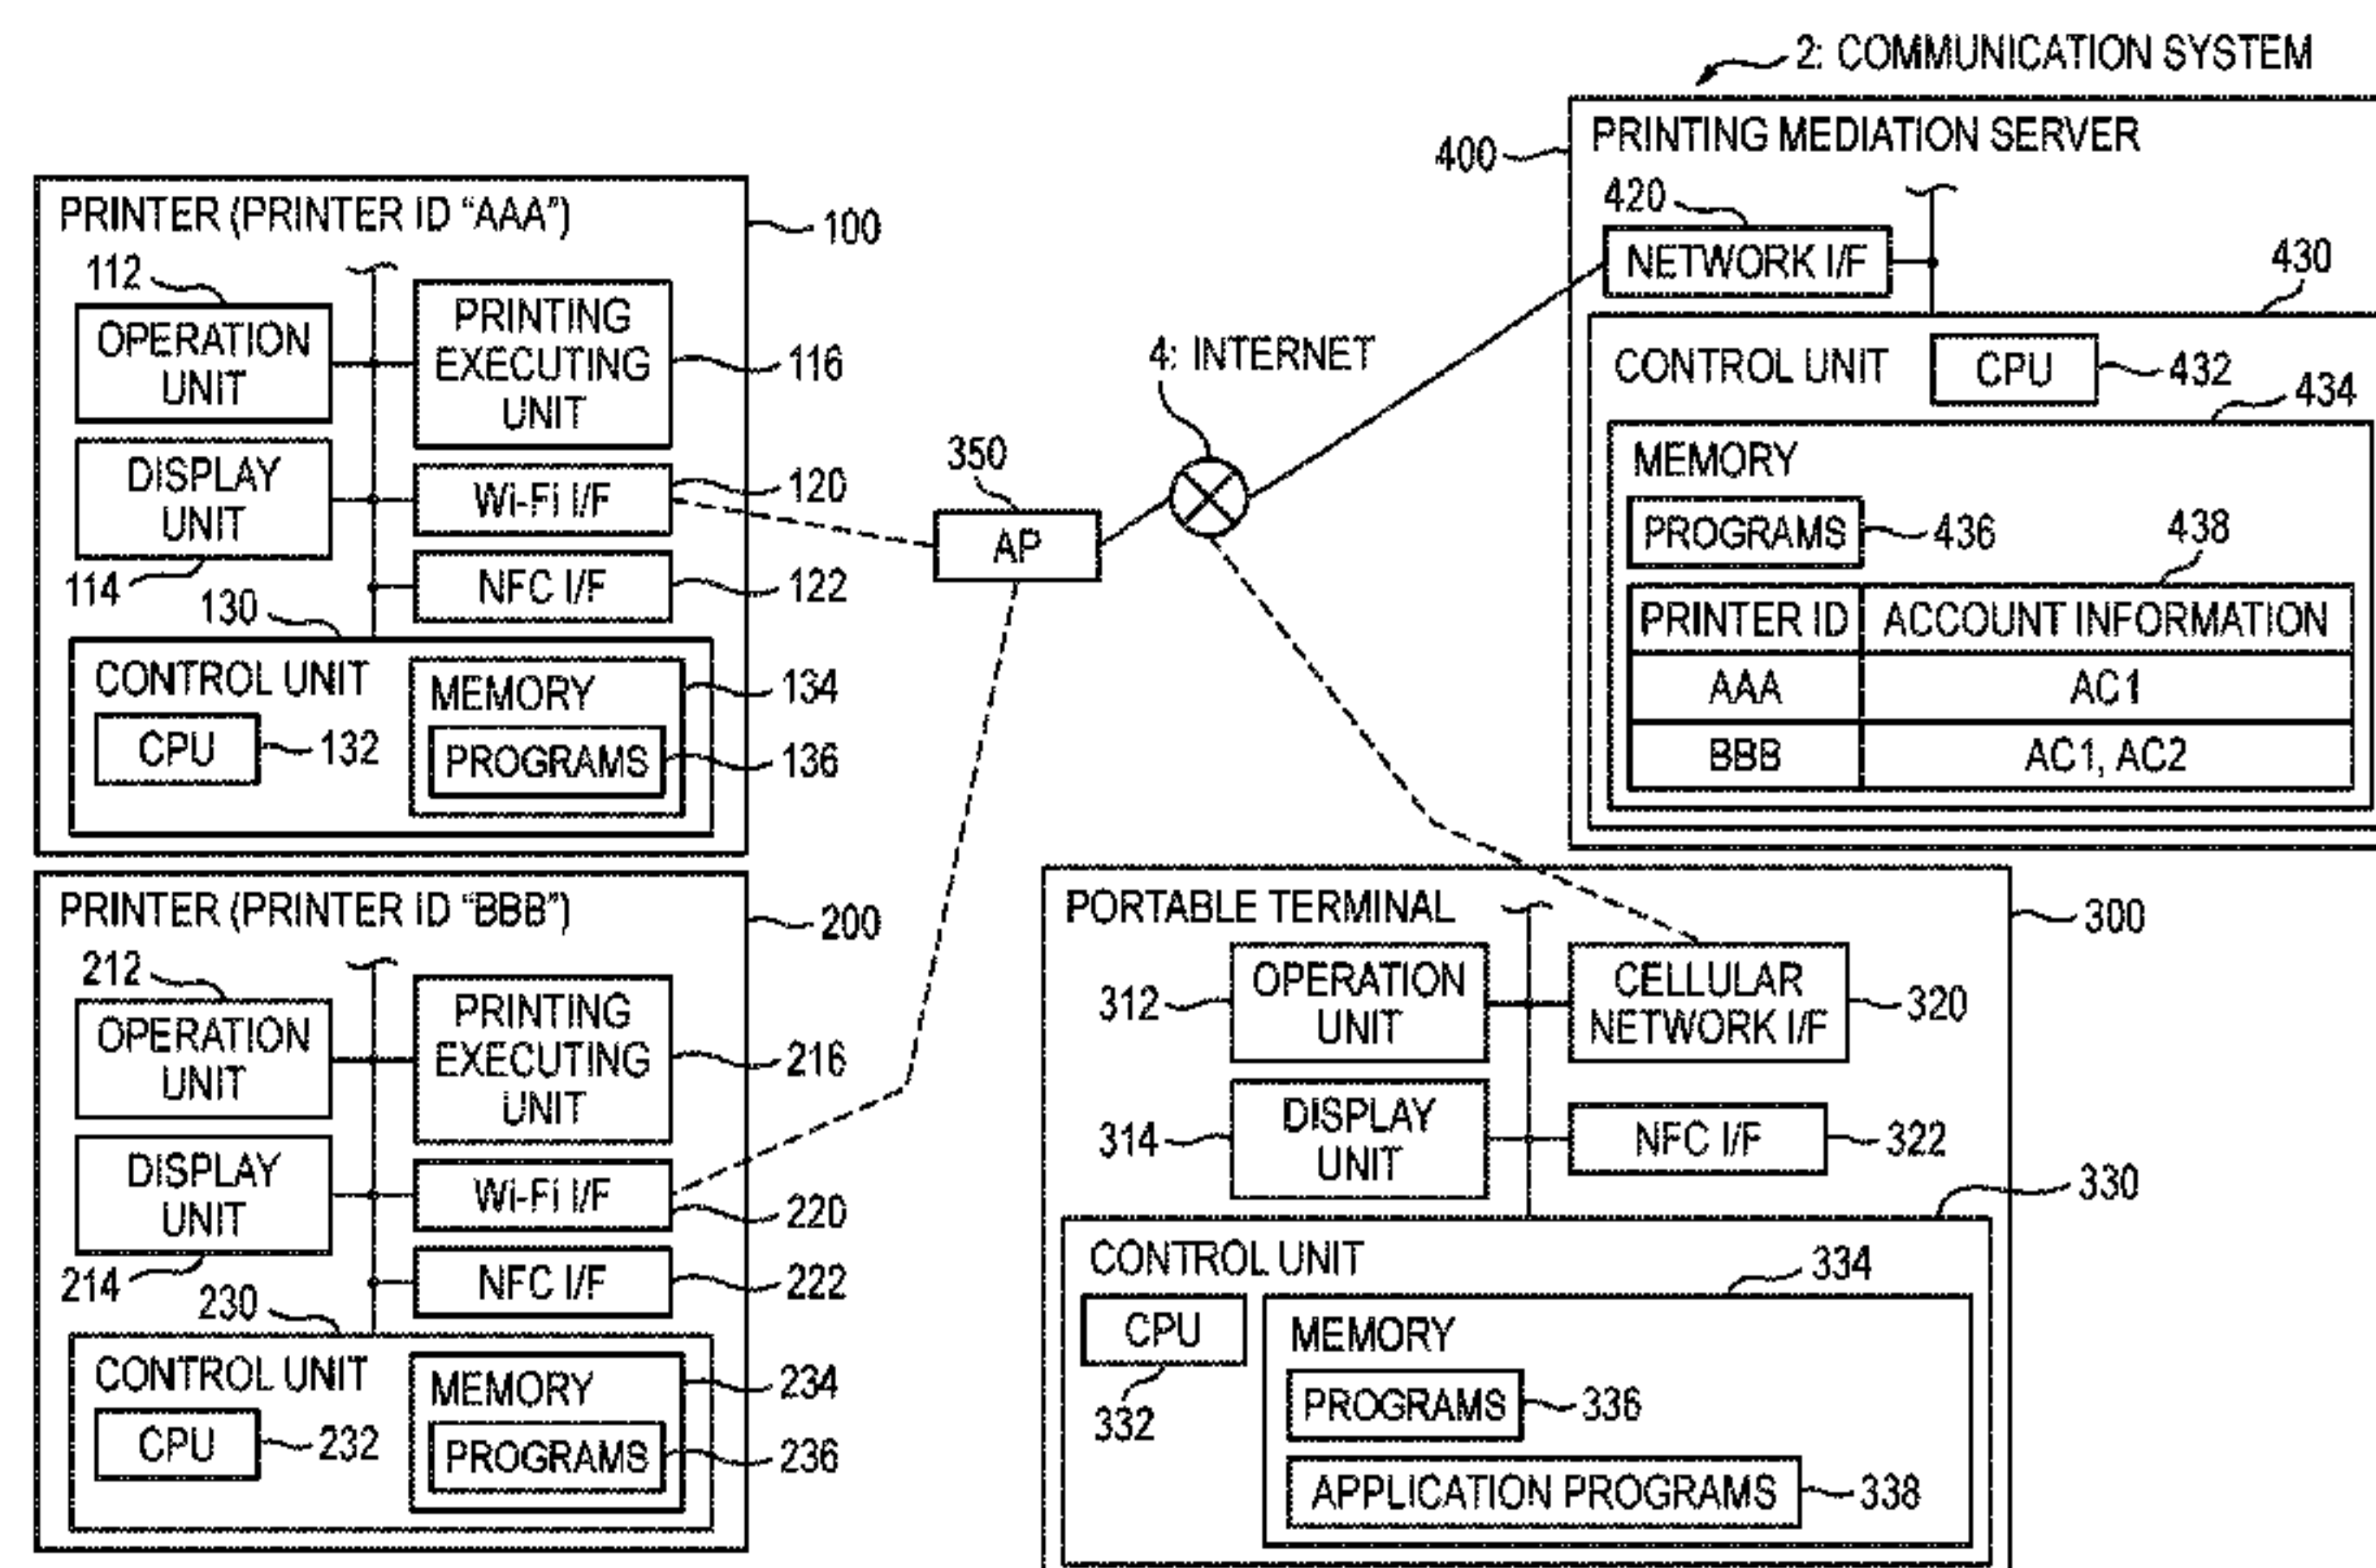 2: COMMUNICATION SYSTEM
PRINTER (PRINTER ID "AAA")
100
112
OPERATION
UNIT
PRINTING
EXECUTING
UNIT
116
DISPLAY
UNIT
114
Wi-Fi I/F
120
NFC I/F
122
130
CONTROL UNIT
CPU
132
MEMORY
134
PROGRAMS
136
PRINTER (PRINTER ID "BBB")
200
212
OPERATION
UNIT
PRINTING
EXECUTING
UNIT
216
DISPLAY
UNIT
214
Wi-Fi I/F
220
NFC I/F
222
230
CONTROL UNIT
CPU
232
MEMORY
234
PROGRAMS
236
350
AP
4: INTERNET
400
PRINTING MEDIATION SERVER
420
NETWORK I/F
430
CONTROL UNIT
CPU
432
434
MEMORY
PROGRAMS
436
438
PRINTER ID ACCOUNT INFORMATION
AAA AC1
BBB AC1, AC2
PORTABLE TERMINAL
300
312
OPERATION
UNIT
CELLULAR
NETWORK I/F
320
314
DISPLAY
UNIT
NFC I/F
322
330
CONTROL UNIT
CPU
332
334
MEMORY
PROGRAMS
336
APPLICATION PROGRAMS
338